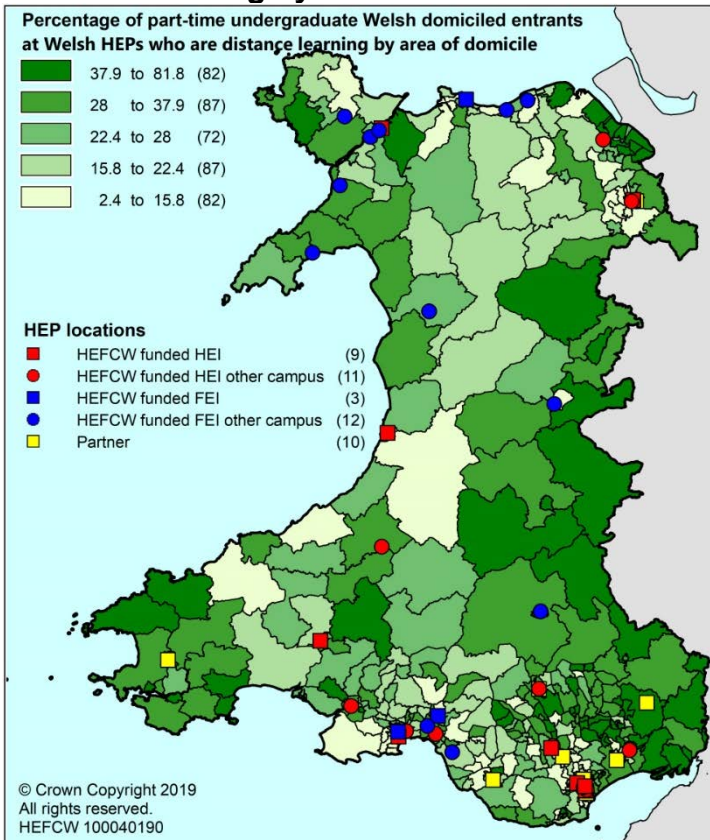 Percentage of part-time undergraduate Welsh domiciled entrants
at Welsh HEPs who are distance learning by area of domicile
37.9 to 81.8 (82)
28 to 37.9 (87)
22.4 to 28 (72)
15.8 to 22.4 (87)
2.4 to 15.8 (82)
HEP locations
HEFCW funded HEI (9)
HEFCW funded HEI other campus (11)
HEFCW funded FEI (3)
HEFCW funded FEI other campus (12)
Partner (10)
© Crown Copyright 2019
All rights reserved.
HEFCW 100040190